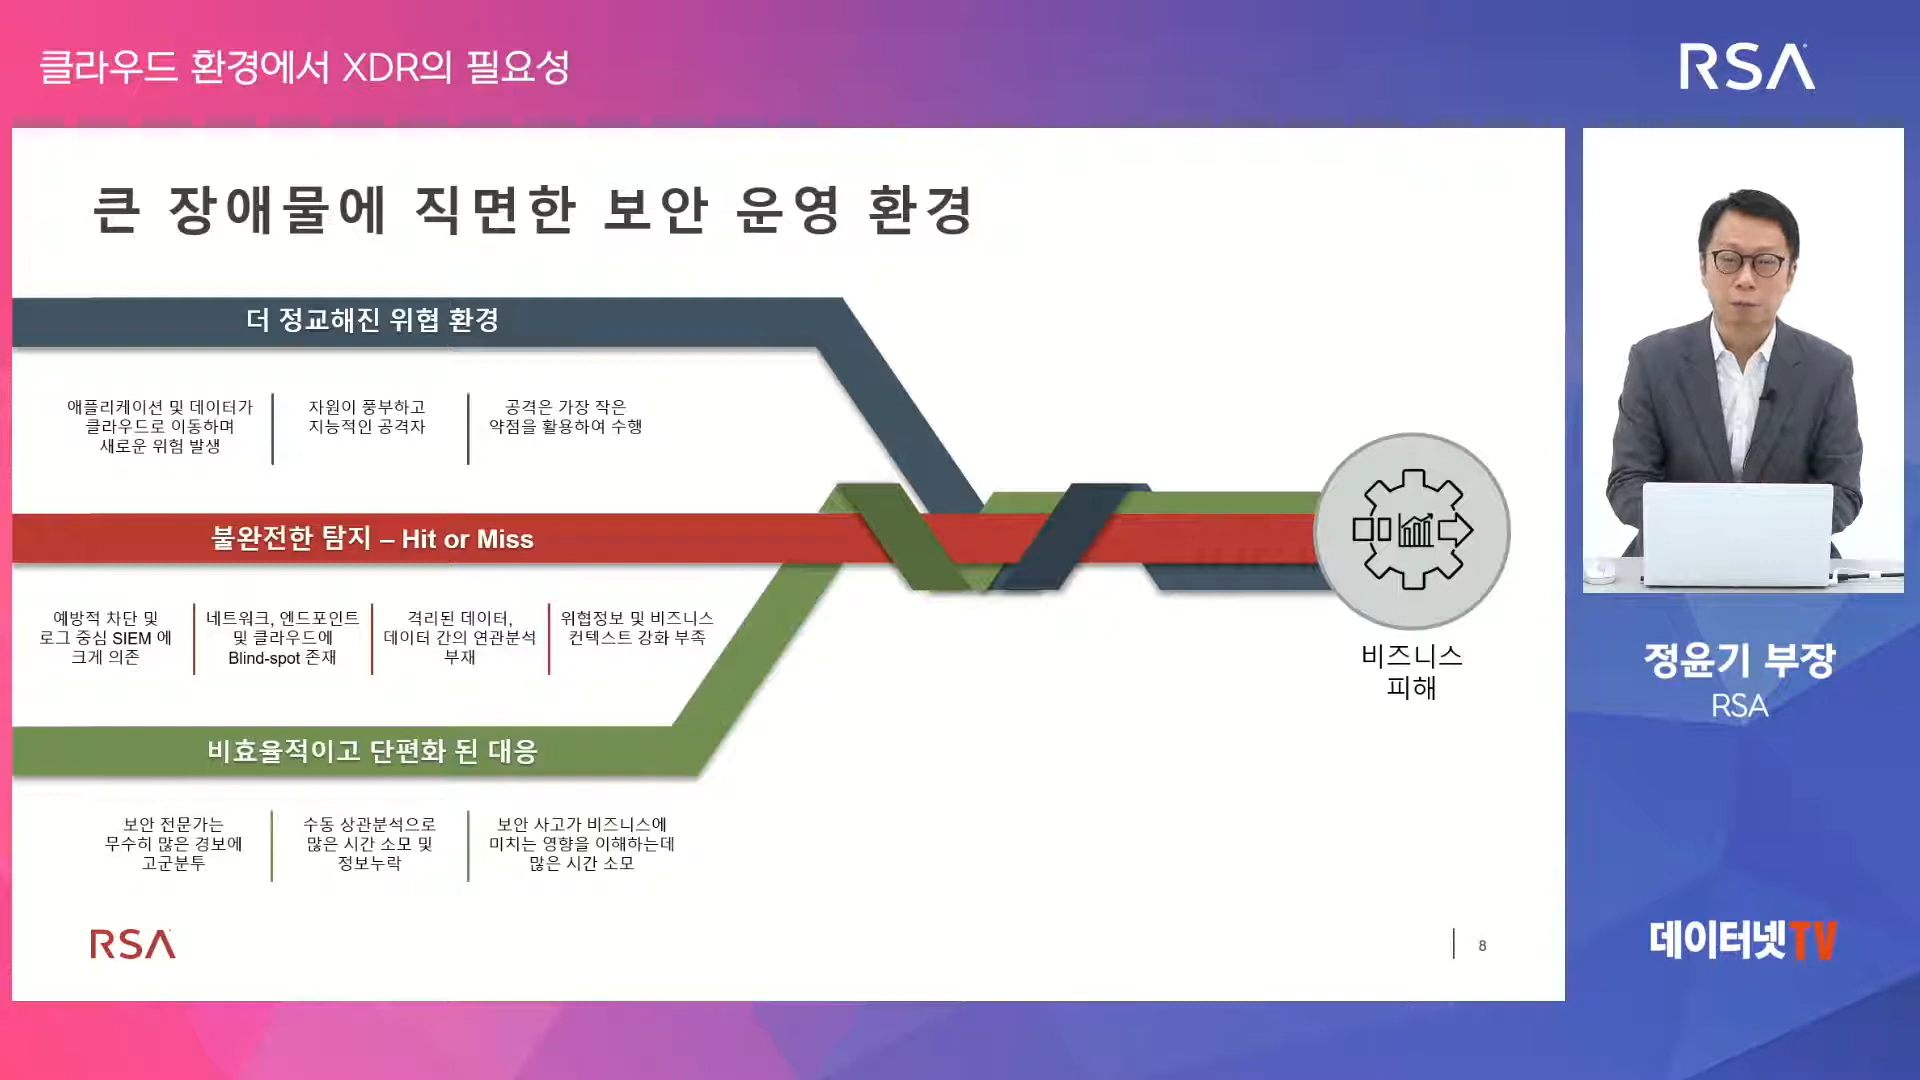 클라우드 환경에서 XDR의 필요성
RSA
큰 장애물에 직면한 보안 운영 환경
더 정교해진 위협 환경
애플리케이션 및 데이터가
클라우드로 이동하며
새로운 위험 발생
자원이 풍부하고
지능적인 공격자
공격은 가장 작은
약점을 활용하여 수행
불완전한 탐지 – Hit or Miss
예방적 차단 및
로그 중심 SIEM 에
크게 의존
네트워크, 엔드포인트
및 클라우드에
Blind-spot 존재
격리된 데이터,
데이터 간의 연관분석
부재
위협정보 및 비즈니스
컨텍스트 강화 부족
비즈니스
피해
비효율적이고 단편화 된 대응
보안 전문가는
무수히 많은 경보에
고군분투
수동 상관분석으로
많은 시간 소모 및
정보누락
보안 사고가 비즈니스에
미치는 영향을 이해하는데
많은 시간 소모
RSA
8
정윤기 부장
RSA
데이터넷TV